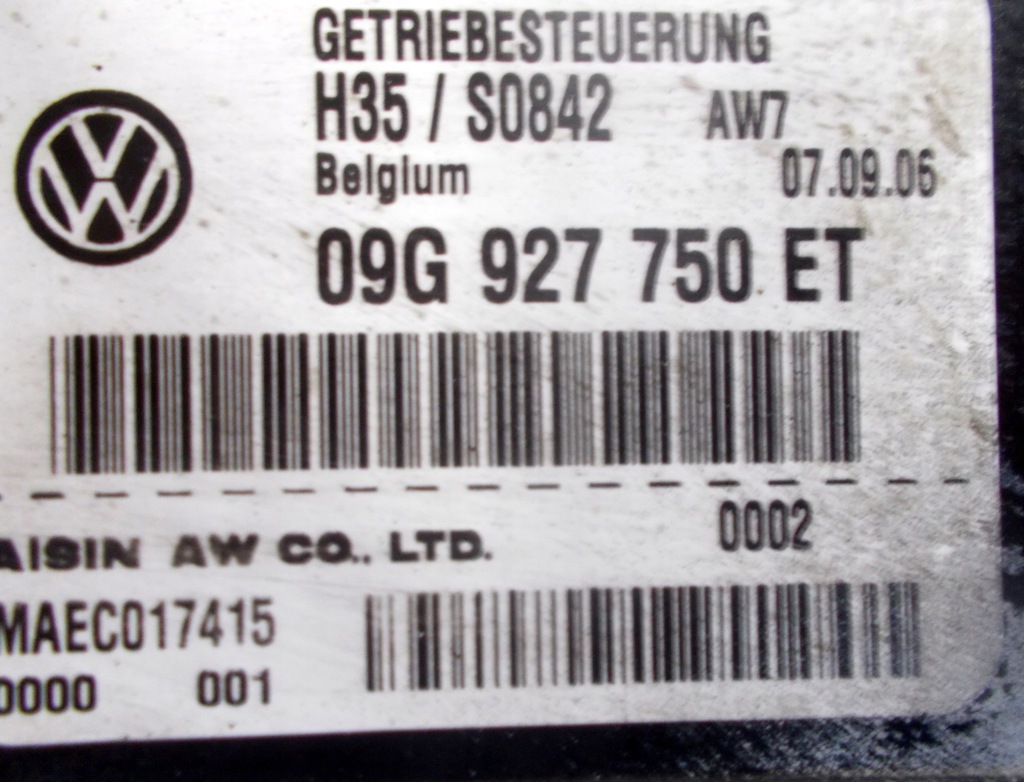 GETRIEBESTEUERUNG
H35 / S0842 AW7
Belgium 07.09.06
09G 927 750 ET
0002
AISIN AW CO., LTD.
MAEC017415
0000 001